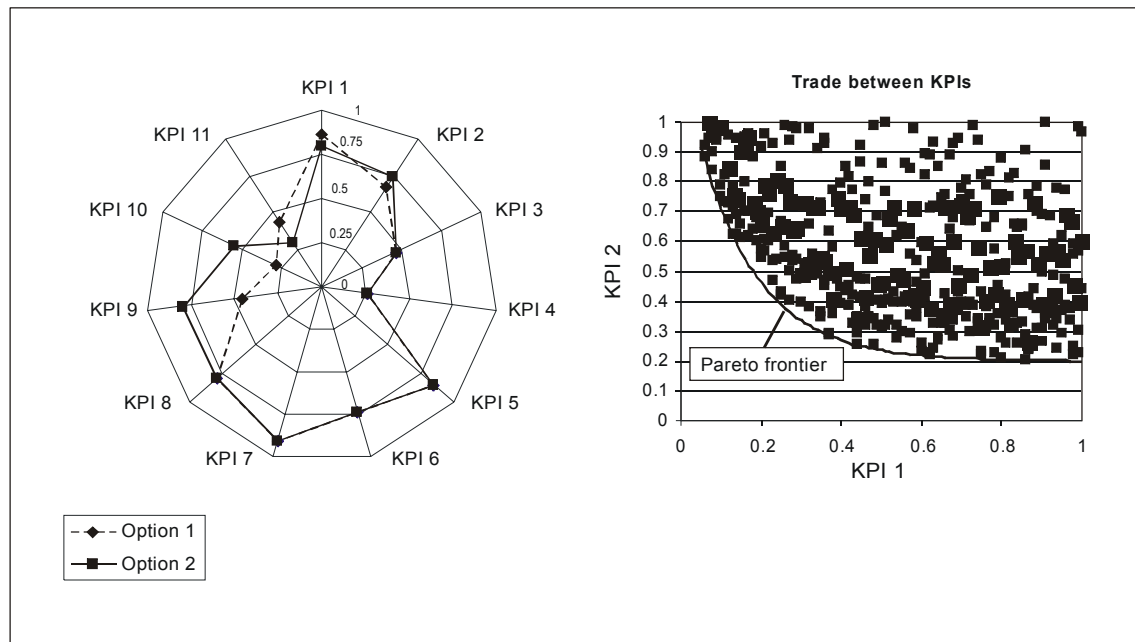 KPI 1
KPI 2
KPI 3
KPI 4
KPI 5
KPI 6
KPI 7
KPI 8
KPI 9
KPI 10
KPI 11
1
0.75
0.5
0.25
0
Option 1
Option 2
Trade between KPIs
KPI 2
1
0.9
0.8
0.7
0.6
0.5
0.4
0.3
0.2
0.1
0
Pareto frontier
0 0.2 0.4 0.6 0.8 1
KPI 1